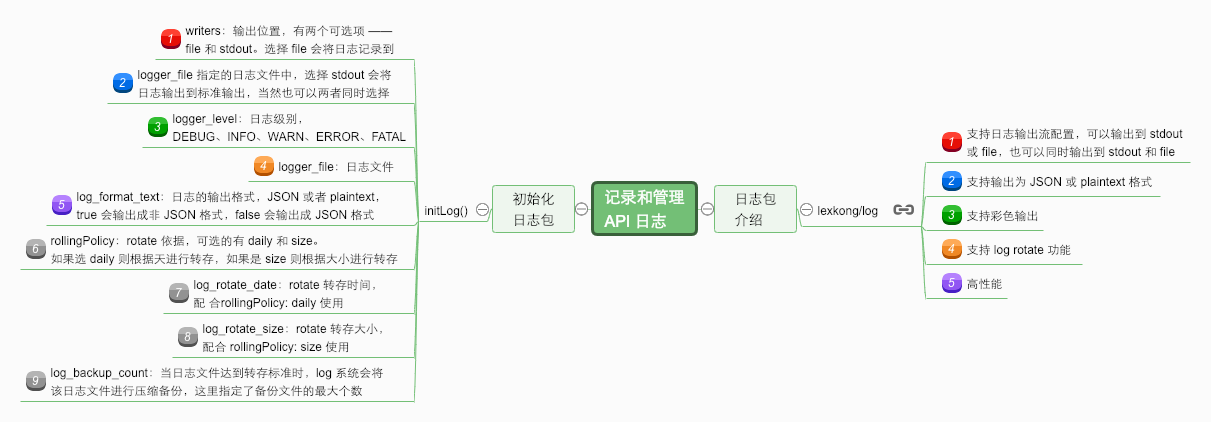 1
writers：输出位置，有两个可选项 ——
file 和 stdout。选择 file 会将日志记录到
2
logger_file 指定的日志文件中，选择 stdout 会将
日志输出到标准输出，当然也可以两者同时选择
3
logger_level：日志级别，
DEBUG、INFO、WARN、ERROR、FATAL
4
logger_file：日志文件
5
log_format_text：日志的输出格式，JSON 或者 plaintext，
true 会输出成非 JSON 格式，false 会输出成 JSON 格式
6
rollingPolicy：rotate 依据，可选的有 daily 和 size。
如果选 daily 则根据天进行转存，如果是 size 则根据大小进行转存
7
log_rotate_date：rotate 转存时间，
配 合rollingPolicy: daily 使用
8
log_rotate_size：rotate 转存大小，
配合 rollingPolicy: size 使用
9
log_backup_count：当日志文件达到转存标准时，log 系统会将
该日志文件进行压缩备份，这里指定了备份文件的最大个数
initLog()
初始化
日志包
记录和管理
API 日志
日志包
介绍
lexkong/log
1
支持日志输出流配置，可以输出到 stdout
或 file，也可以同时输出到 stdout 和 file
2
支持输出为 JSON 或 plaintext 格式
3
支持彩色输出
4
支持 log rotate 功能
5
高性能